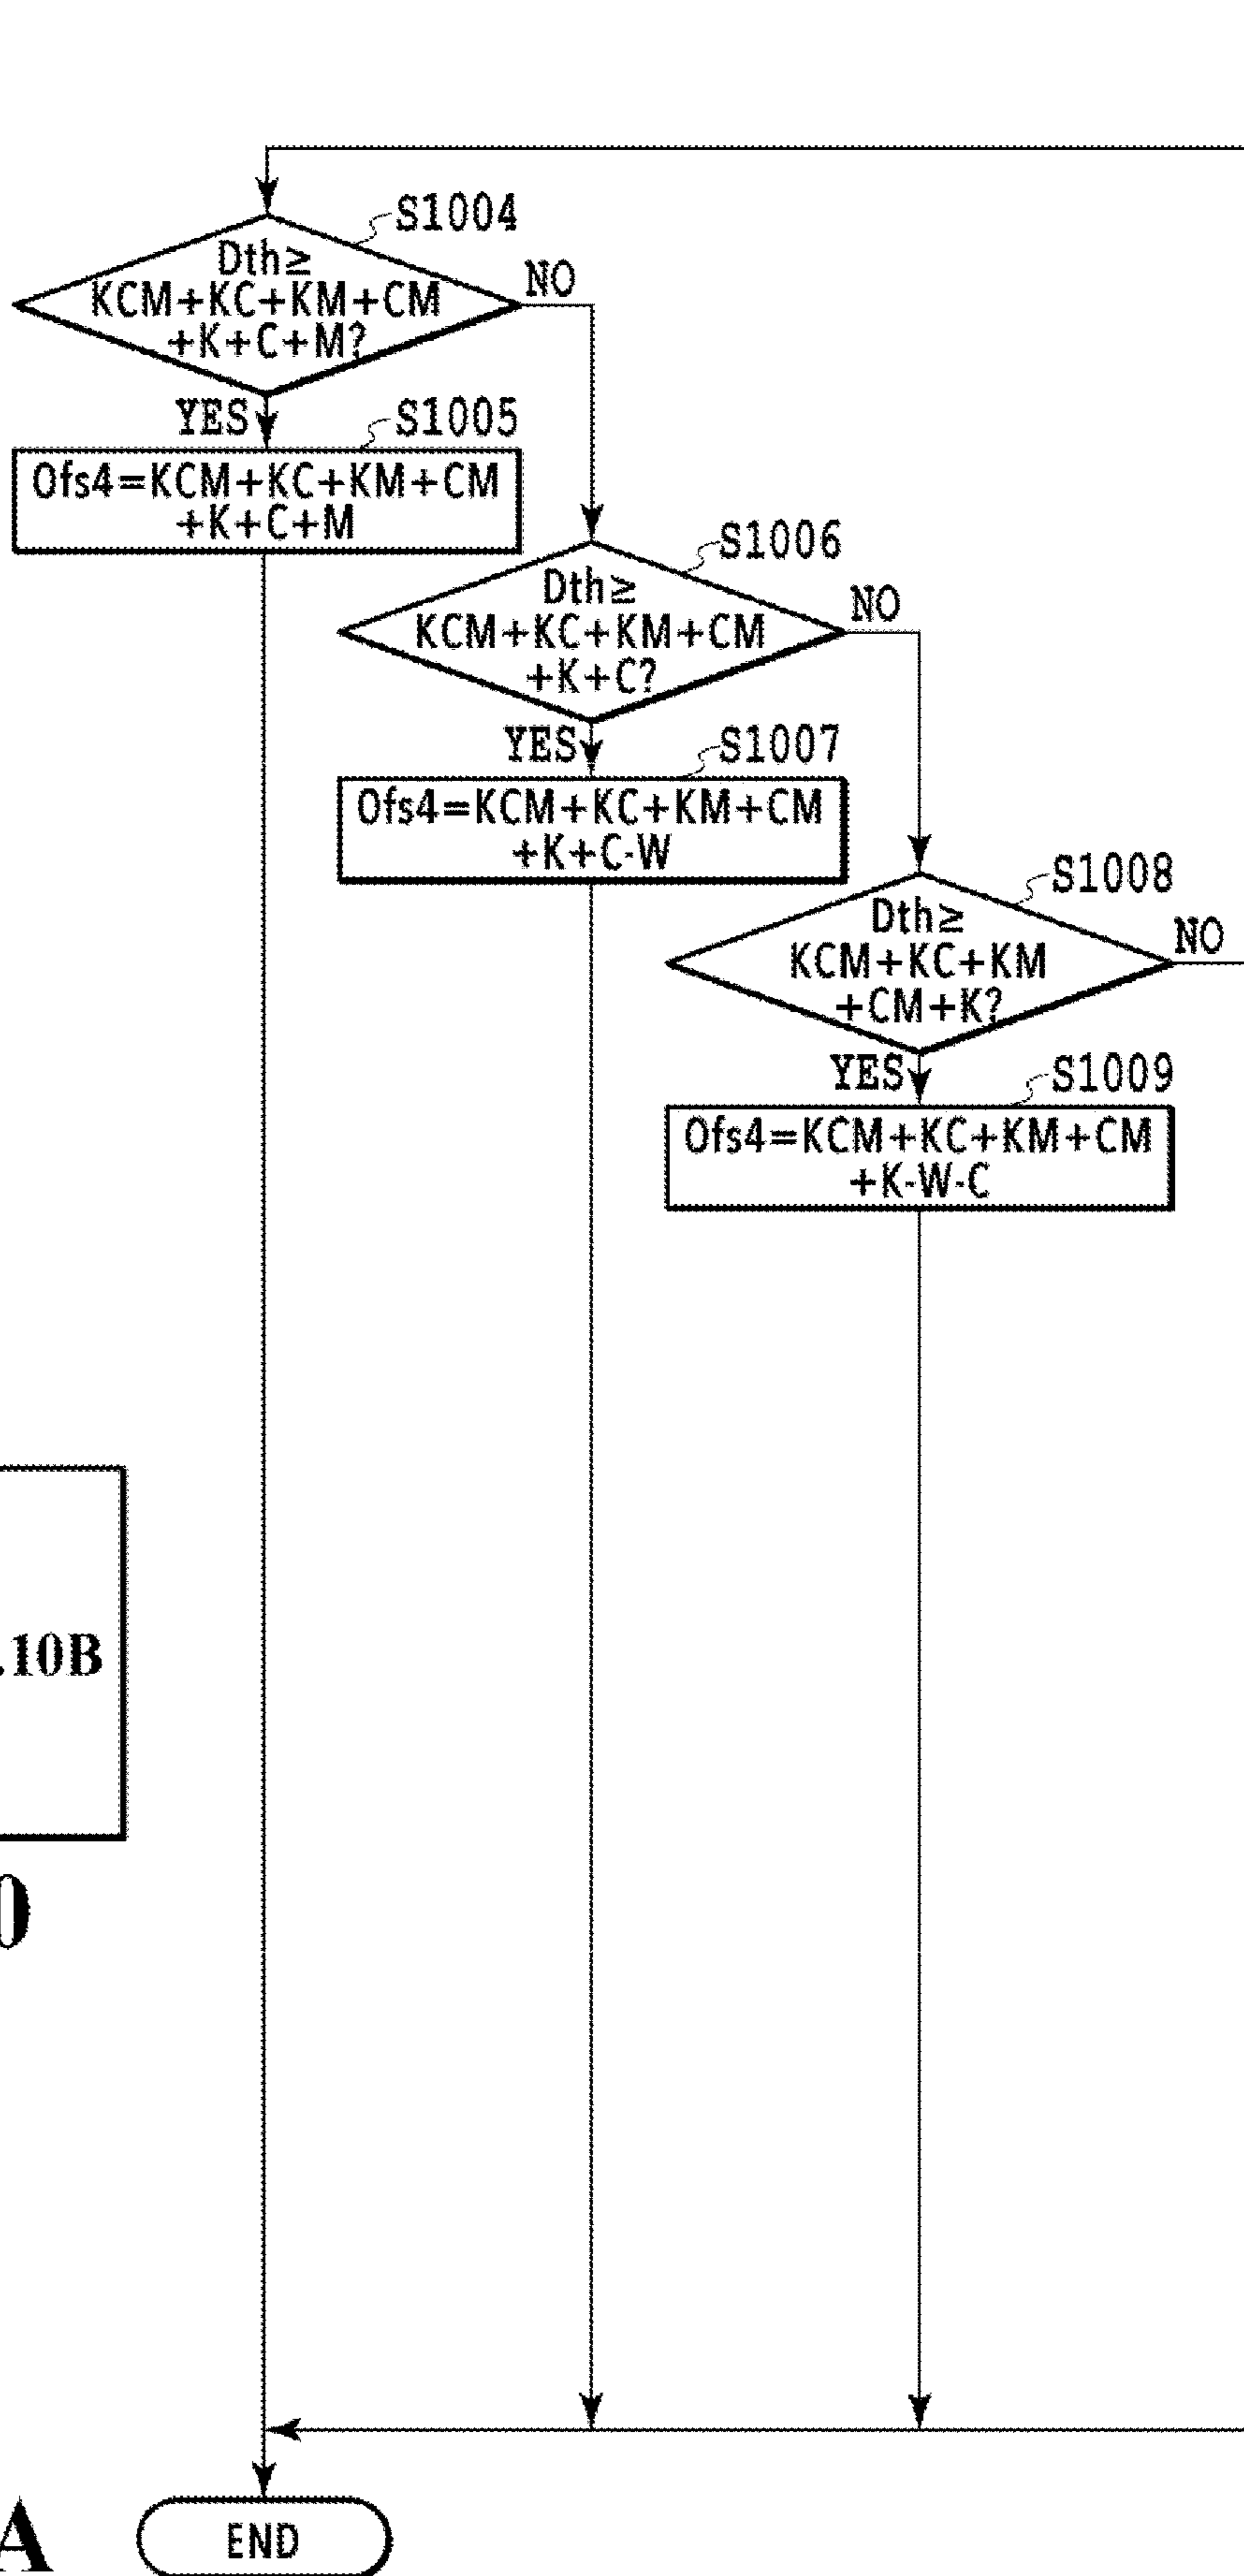 S1004
Dth≥
KCM+KC+KM+CM
+K+C+M?
NO
YES
S1005
Ofs4=KCM+KC+KM+CM
+K+C+M
S1006
Dth≥
KCM+KC+KM+CM
+K+C?
NO
YES
S1007
Ofs4=KCM+KC+KM+CM
+K+C-W
S1008
Dth≥
KCM+KC+KM
+CM+K?
NO
YES
S1009
Ofs4=KCM+KC+KM+CM
+K-W-C
.10B
0
A
END